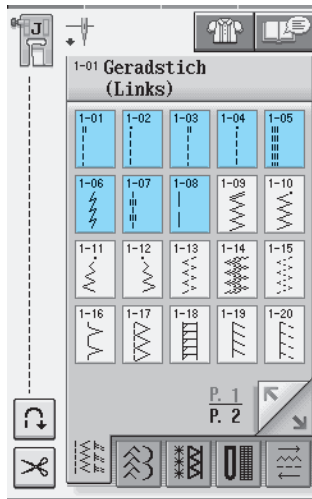 J
1-01 Geradstich
(Links)
1-01 1-02 1-03 1-04 1-05
1-06 1-07 1-08 1-09 1-10
1-11 1-12 1-13 1-14 1-15
1-16 1-17 1-18 1-19 1-20
P. 1
P. 2